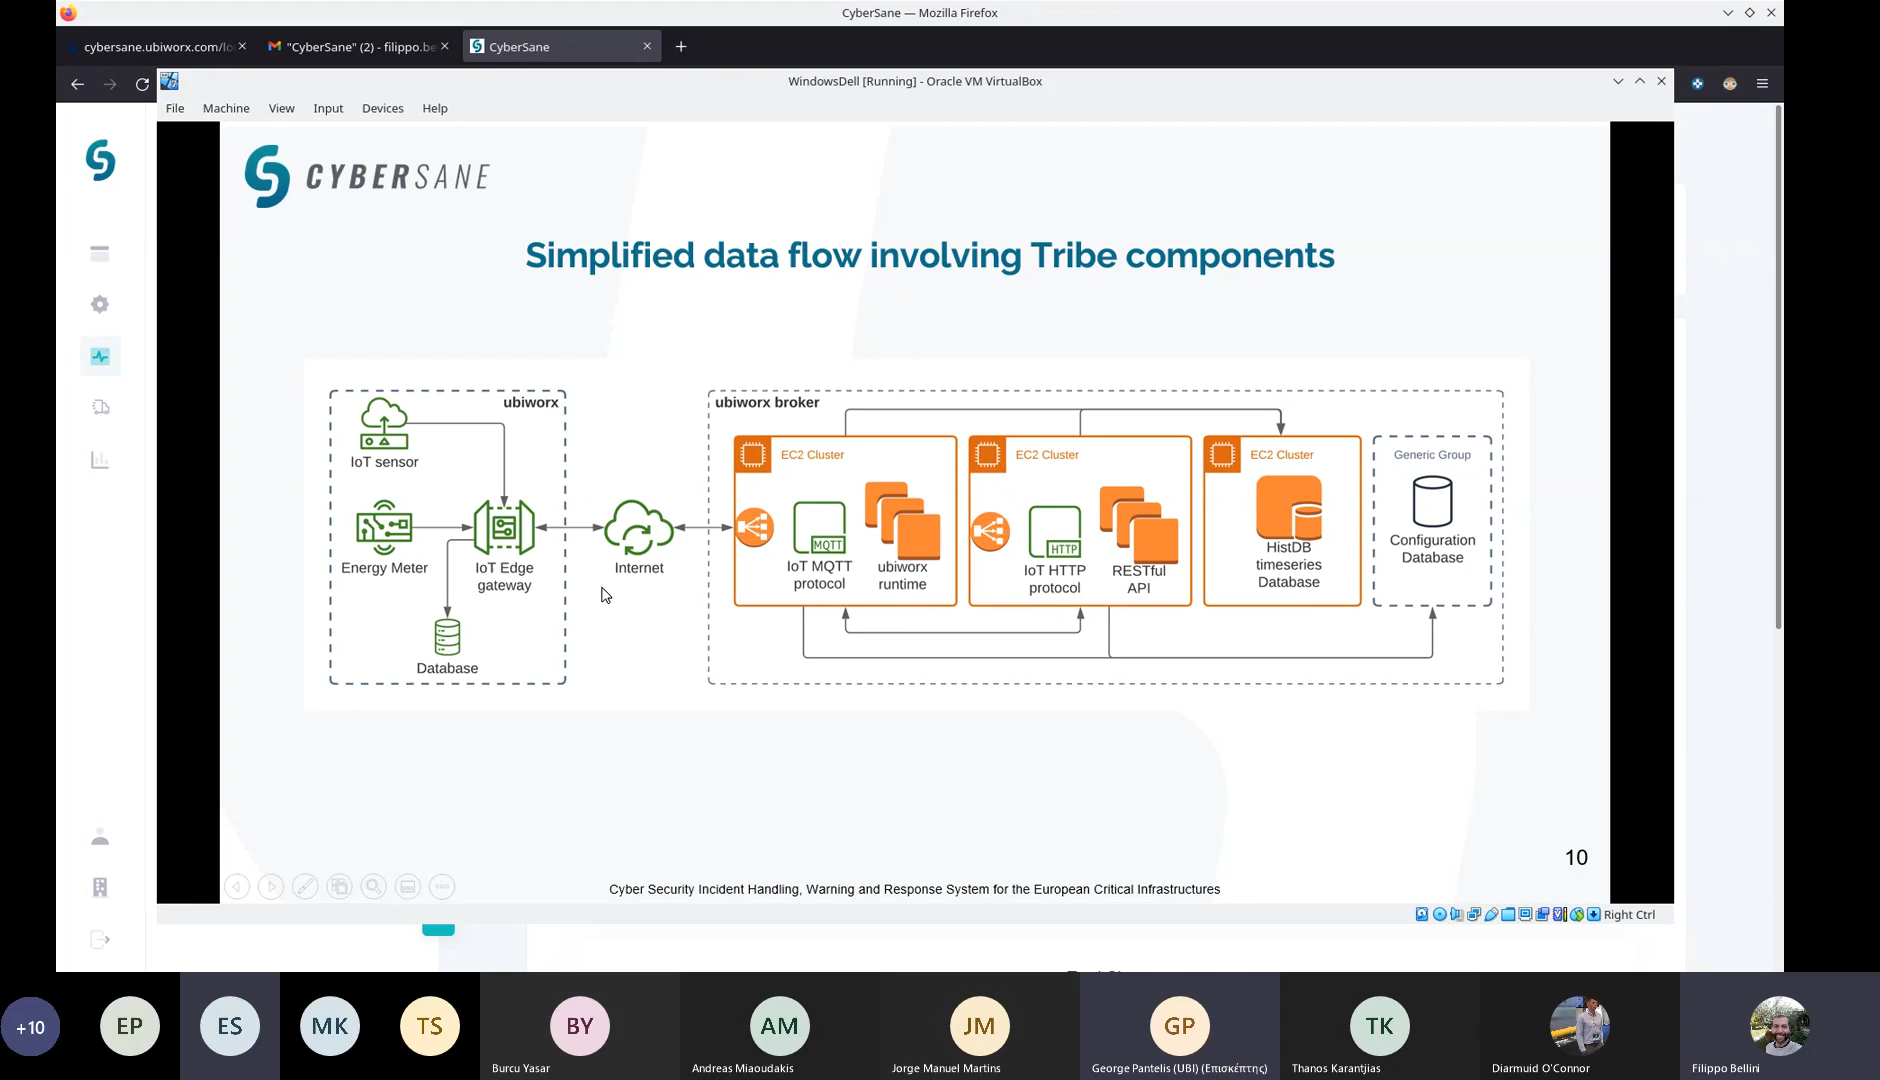 CyberSane — Mozilla Firefox
cybersane.ubiworx.com/lo
"CyberSane" (2) - filippo.be
CyberSane
WindowsDell [Running] - Oracle VM VirtualBox
File Machine View Input Devices Help
CYBERSANE
Simplified data flow involving Tribe components
ubiworx
IoT sensor
Energy Meter
IoT Edge
gateway
Database
Internet
ubiworx broker
EC2 Cluster
MQTT
IoT MQTT
protocol
ubiworx
runtime
EC2 Cluster
HTTP
IoT HTTP
protocol
RESTful
API
EC2 Cluster
HistDB
timeseries
Database
Generic Group
Configuration
Database
10
Cyber Security Incident Handling, Warning and Response System for the European Critical Infrastructures
Right Ctrl
+10
EP
ES
MK
TS
BY
Burcu Yasar
AM
Andreas Miaoudakis
JM
Jorge Manuel Martins
GP
George Pantelis (UBI) (Επισκέπτης)
TK
Thanos Karantjias
Diarmuid O'Connor
Filippo Bellini